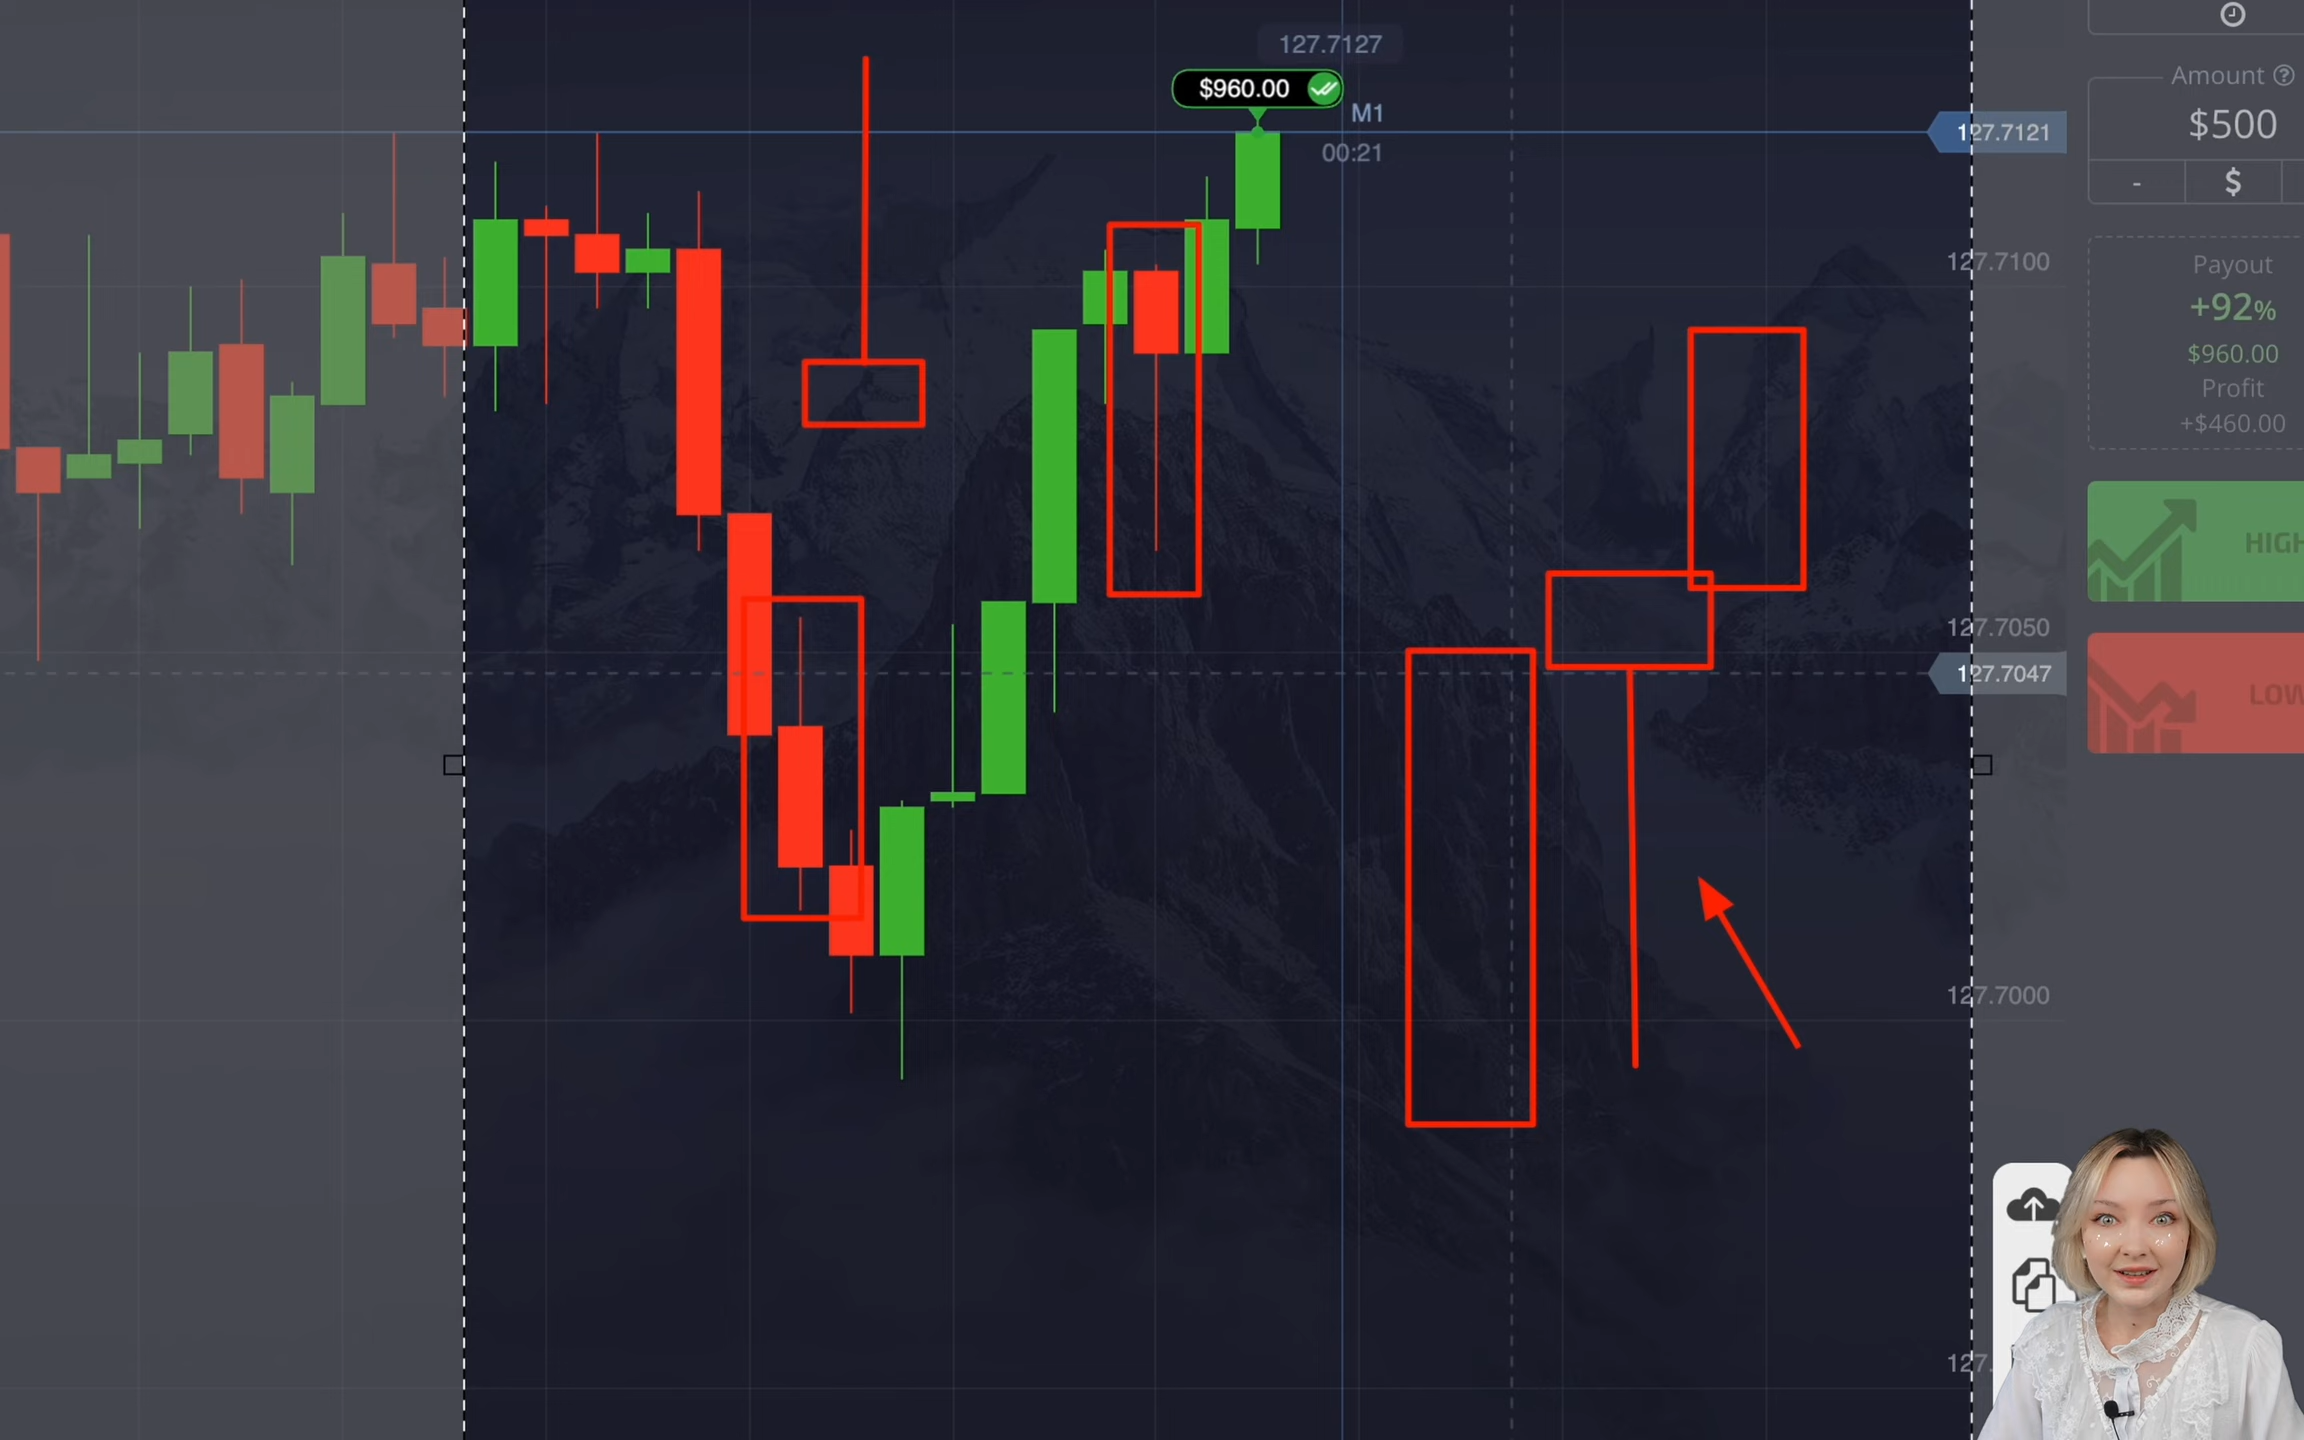 127.7127
$960.00
M1
00:21
127.7121
127.7100
127.7050
127.7047
127.7000
127.
Amount ?
$500
- $
Payout
+92%
$960.00
Profit
+$460.00
HIGH
LOW